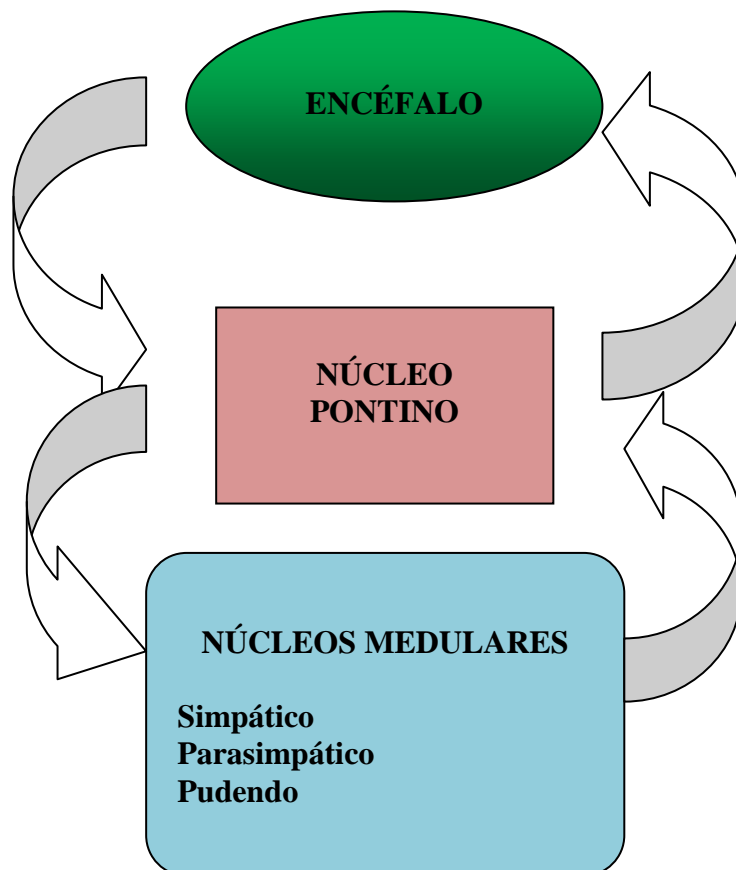 ENCÉFALO
NÚCLEO
PONTINO
NÚCLEOS MEDULARES
Simpático
Parasimpático
Pudendo